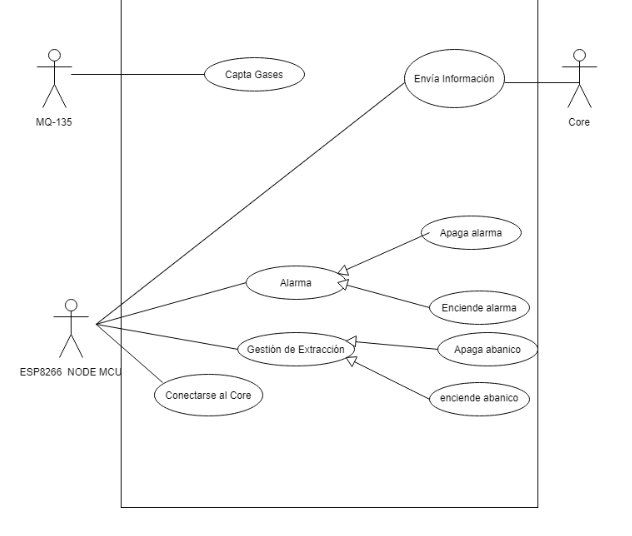 Capta Gases
Envía Información
MQ-135
Core
Apaga alarma
Alarma
Enciende alarma
Gestión de Extracción
Apaga abanico
ESP8266 NODE MCU
Conectarse al Core
enciende abanico